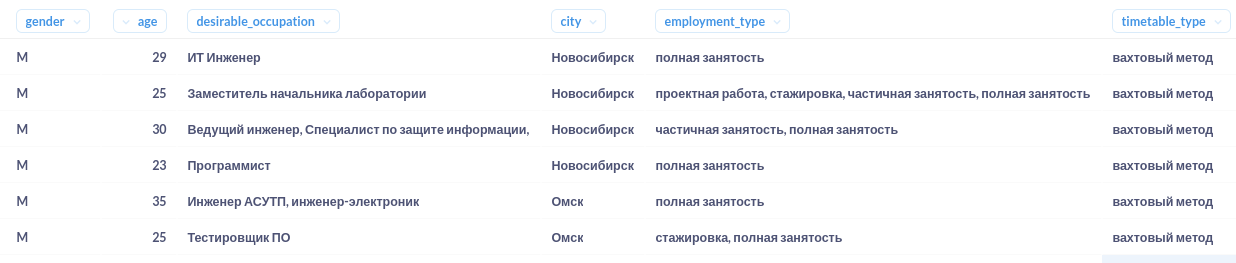 gender age desirable_occupation city employment_type timetable_type
М 29 ИТ Инженер Новосибирск полная занятость вахтовый метод
М 25 Заместитель начальника лаборатории Новосибирск проектная работа, стажировка, частичная занятость, полная занятость вахтовый метод
М 30 Ведущий инженер, Специалист по защите информации, Новосибирск частичная занятость, полная занятость вахтовый метод
М 23 Программист Новосибирск полная занятость вахтовый метод
М 35 Инженер АСУТП, инженер-электроник Омск полная занятость вахтовый метод
М 25 Тестировщик ПО Омск стажировка, полная занятость вахтовый метод